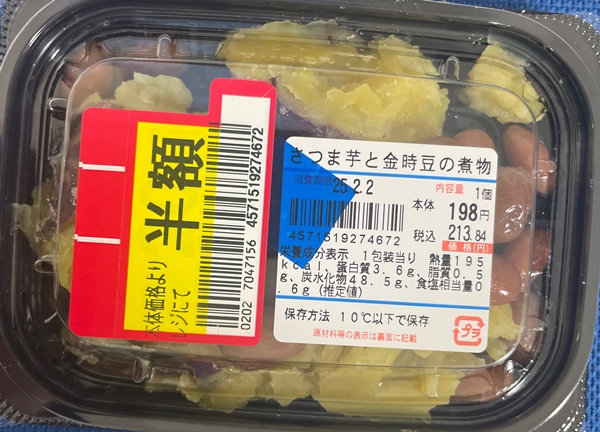 さつま芋と金時豆の煮物
消費期限 25.2.2
内容量 1個
本体 198円
税込 213.84
価格(円)
4571519274672
栄養成分表示 1包装当り 熱量195
kcal、蛋白質3.6g、脂質0.5
g、炭水化物48.5g、食塩相当量0
.6g(推定値)
保存方法 10℃以下で保存
原材料等の表示は裏面に記載
プラ
本体価格より
レジにて
半額
0202 7047156 4571519274672